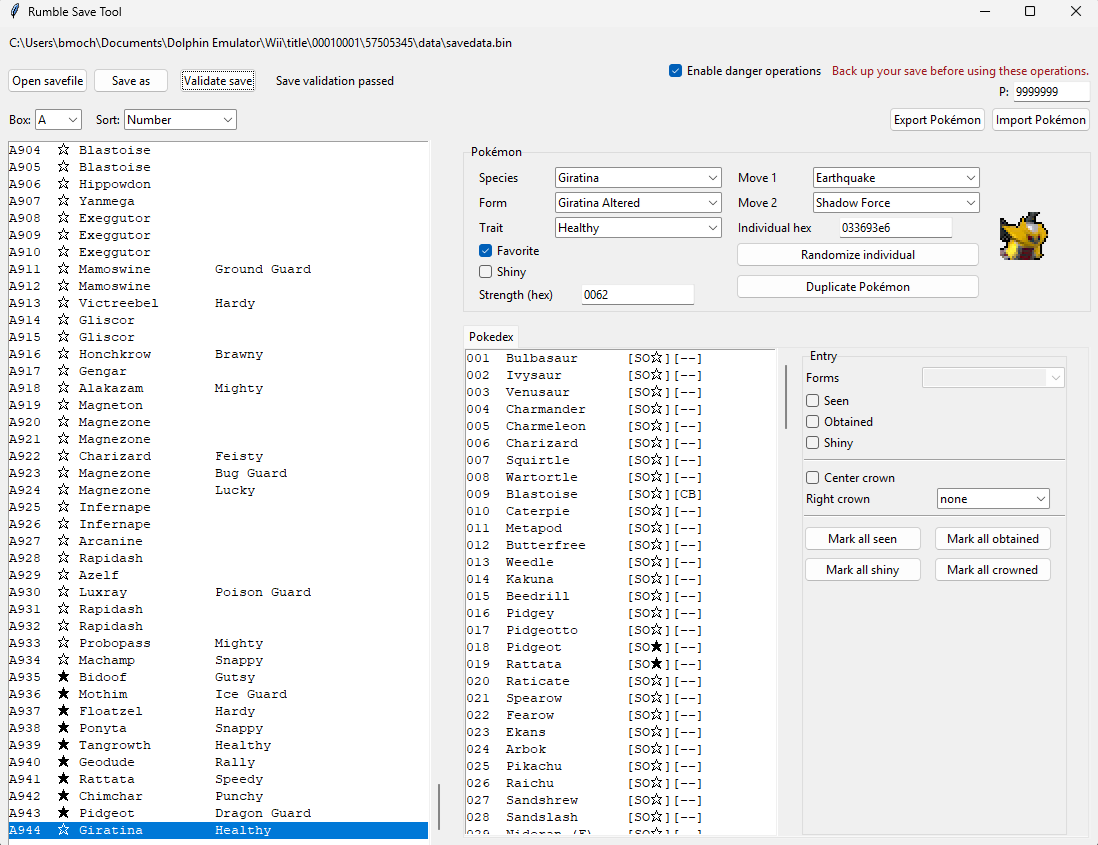 Rumble Save Tool
C:\Users\bmoch\Documents\Dolphin Emulator\Wii\title\00010001\57505345\data\savedata.bin
Open savefile Save as Validate save Save validation passed
Enable danger operations Back up your save before using these operations.
P: 9999999
Box: A Sort: Number
Export Pokémon Import Pokémon
A904 ☆ Blastoise
A905 ☆ Blastoise
A906 ☆ Hippowdon
A907 ☆ Yanmega
A908 ☆ Exeggutor
A909 ☆ Exeggutor
A910 ☆ Exeggutor
A911 ☆ Mamoswine Ground Guard
A912 ☆ Mamoswine
A913 ☆ Victreebel Hardy
A914 ☆ Gliscor
A915 ☆ Gliscor
A916 ☆ Honchkrow Brawny
A917 ☆ Gengar
A918 ☆ Alakazam Mighty
A919 ☆ Magneton
A920 ☆ Magnezone
A921 ☆ Magnezone
A922 ☆ Charizard Feisty
A923 ☆ Magnezone Bug Guard
A924 ☆ Magnezone Lucky
A925 ☆ Infernape
A926 ☆ Infernape
A927 ☆ Arcanine
A928 ☆ Rapidash
A929 ☆ Azelf
A930 ☆ Luxray Poison Guard
A931 ☆ Rapidash
A932 ☆ Rapidash
A933 ☆ Probopass Mighty
A934 ☆ Machamp Snappy
A935 ★ Bidoof Gutsy
A936 ★ Mothim Ice Guard
A937 ★ Floatzel Hardy
A938 ★ Ponyta Snappy
A939 ★ Tangrowth Healthy
A940 ★ Geodude Rally
A941 ★ Rattata Speedy
A942 ★ Chimchar Punchy
A943 ★ Pidgeot Dragon Guard
A944 ☆ Giratina Healthy
Pokémon
Species Giratina Move 1 Earthquake
Form Giratina Altered Move 2 Shadow Force
Trait Healthy Individual hex 033693e6
Favorite Randomize individual
Shiny
Strength (hex) 0062 Duplicate Pokémon
Pokedex
001 Bulbasaur [SO☆][--]
002 Ivysaur [SO☆][--]
003 Venusaur [SO☆][--]
004 Charmander [SO☆][--]
005 Charmeleon [SO☆][--]
006 Charizard [SO☆][--]
007 Squirtle [SO☆][--]
008 Wartortle [SO☆][--]
009 Blastoise [SO☆][CB]
010 Caterpie [SO☆][--]
011 Metapod [SO☆][--]
012 Butterfree [SO☆][--]
013 Weedle [SO☆][--]
014 Kakuna [SO☆][--]
015 Beedrill [SO☆][--]
016 Pidgey [SO☆][--]
017 Pidgeotto [SO☆][--]
018 Pidgeot [SO★][--]
019 Rattata [SO★][--]
020 Raticate [SO☆][--]
021 Spearow [SO☆][--]
022 Fearow [SO☆][--]
023 Ekans [SO☆][--]
024 Arbok [SO☆][--]
025 Pikachu [SO☆][--]
026 Raichu [SO☆][--]
027 Sandshrew [SO☆][--]
028 Sandslash [SO☆][--]
029 Nidoran (F) [SO☆][--]
Entry
Forms
Seen
Obtained
Shiny
Center crown
Right crown none
Mark all seen Mark all obtained
Mark all shiny Mark all crowned